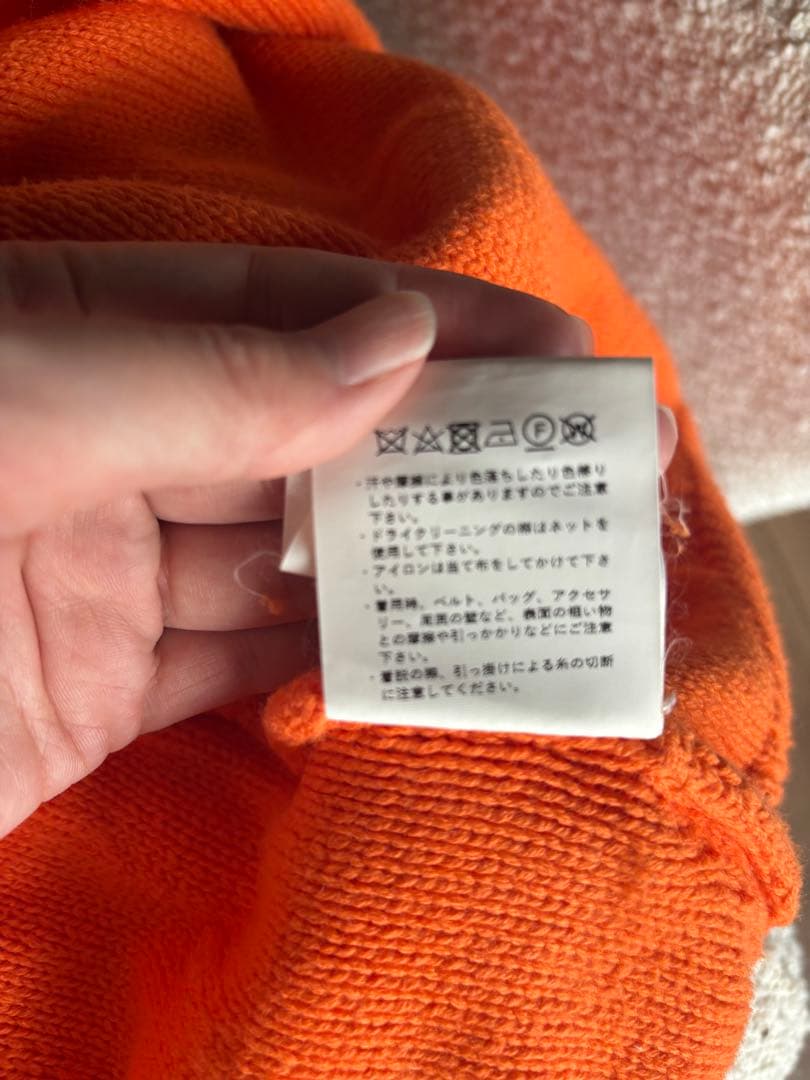 F
W
・汗や摩擦により色落ちしたり色移り
したりする事がありますのでご注意
下さい。
・ドライクリーニングの際はネットを
使用して下さい。
・アイロンは当て布をしてかけて下さ
い。
・着用時、ベルト、バッグ、アクセサ
リー、家具の壁など、表面の粗い物
との摩擦や引っかかりなどにご注意
下さい。
・着脱の際、引っ掛けによる糸の切断
に注意してください。